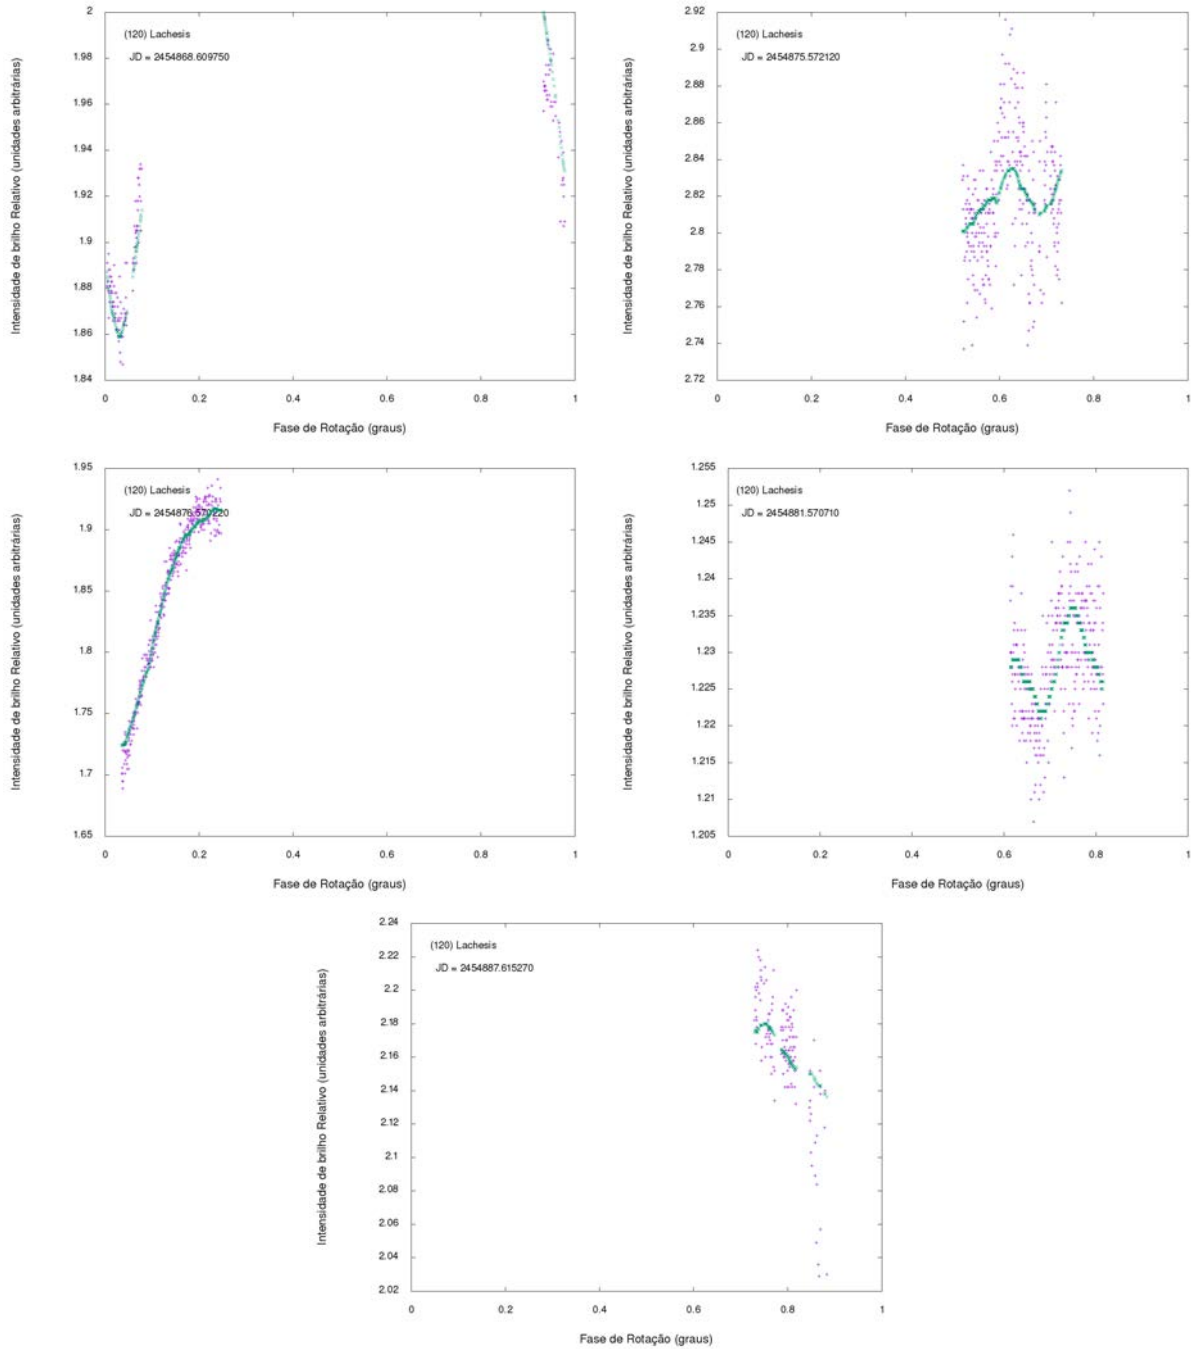 Intensidade de brilho Relativo (unidades arbitrárias)
2
1.98
1.96
1.94
1.92
1.9
1.88
1.86
1.84
(120) Lachesis
JD = 2454868.609750
0 0.2 0.4 0.6 0.8 1
Fase de Rotação (graus)
Intensidade de brilho Relativo (unidades arbitrárias)
2.92
2.9
2.88
2.86
2.84
2.82
2.8
2.78
2.76
2.74
2.72
(120) Lachesis
JD = 2454875.572120
0 0.2 0.4 0.6 0.8 1
Fase de Rotação (graus)
Intensidade de brilho Relativo (unidades arbitrárias)
1.95
1.9
1.85
1.8
1.75
1.7
1.65
(120) Lachesis
JD = 2454876.570220
0 0.2 0.4 0.6 0.8 1
Fase de Rotação (graus)
Intensidade de brilho Relativo (unidades arbitrárias)
1.255
1.25
1.245
1.24
1.235
1.23
1.225
1.22
1.215
1.21
1.205
(120) Lachesis
JD = 2454881.570710
0 0.2 0.4 0.6 0.8 1
Fase de Rotação (graus)
Intensidade de brilho Relativo (unidades arbitrárias)
2.24
2.22
2.2
2.18
2.16
2.14
2.12
2.1
2.08
2.06
2.04
2.02
(120) Lachesis
JD = 2454887.615270
0 0.2 0.4 0.6 0.8 1
Fase de Rotação (graus)